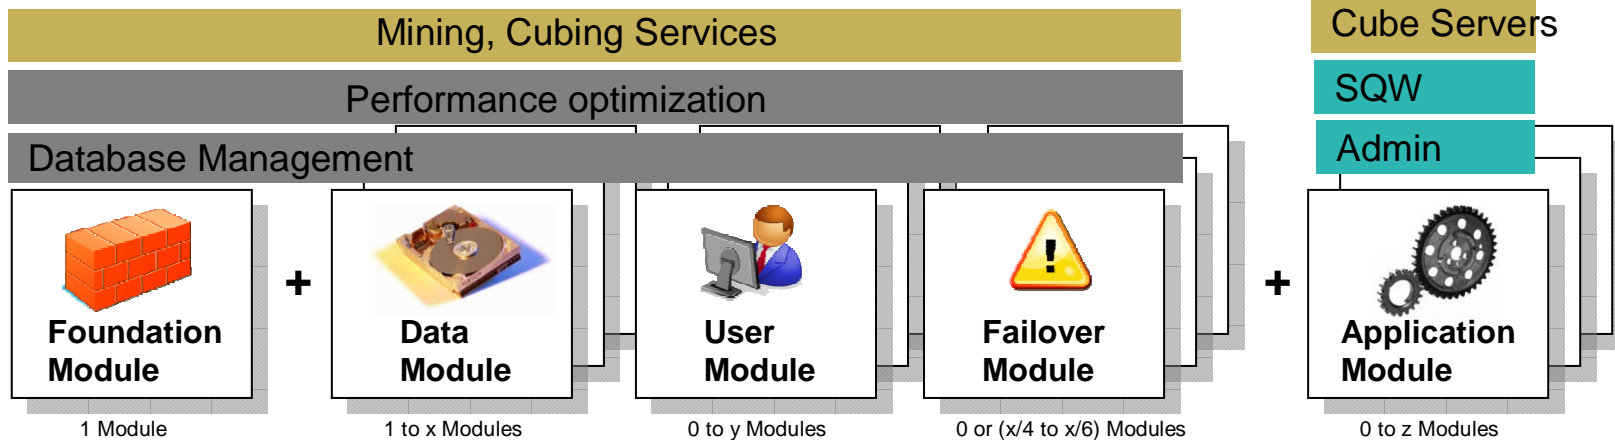 Mining, Cubing Services
Cube Servers
Performance optimization
SQW
Database Management
Admin
+
+
Foundation
Module
Data
Module
User
Module
Failover
Module
Application
Module
1 Module
1 to x Modules
0 to y Modules
0 or (x/4 to x/6) Modules
0 to z Modules